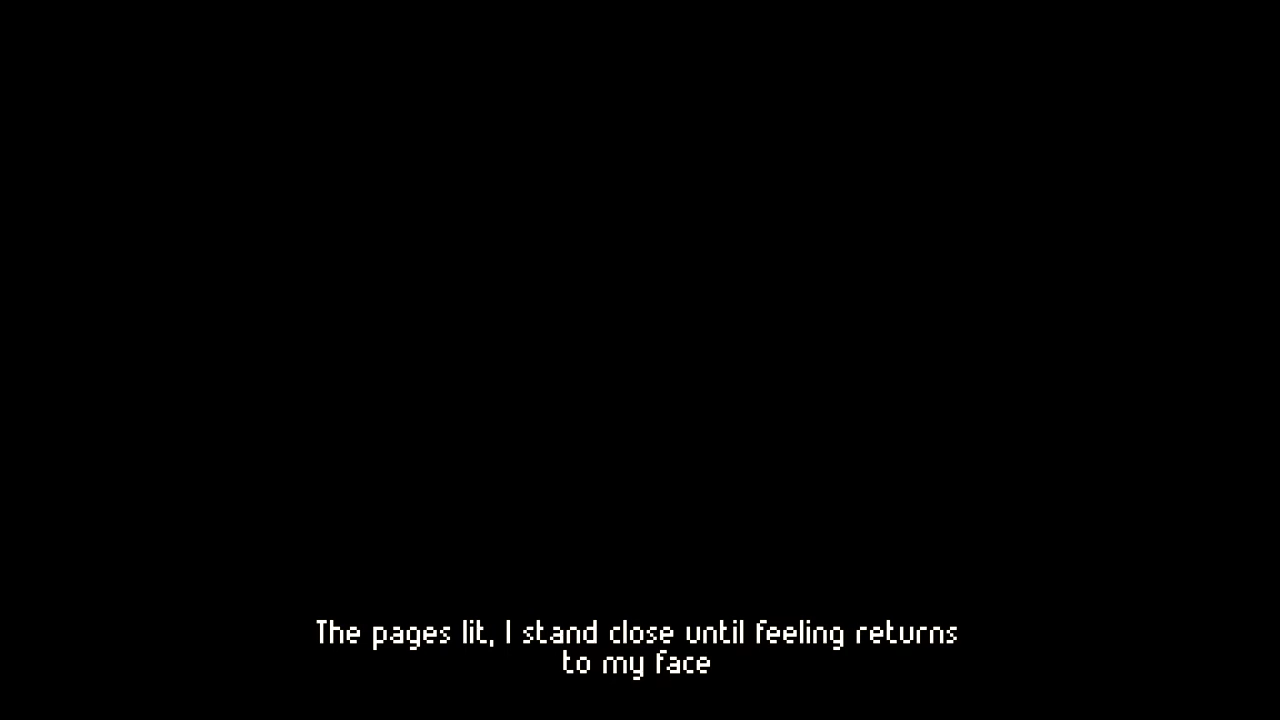 The pages lit, I stand close until feeling returns
to my face